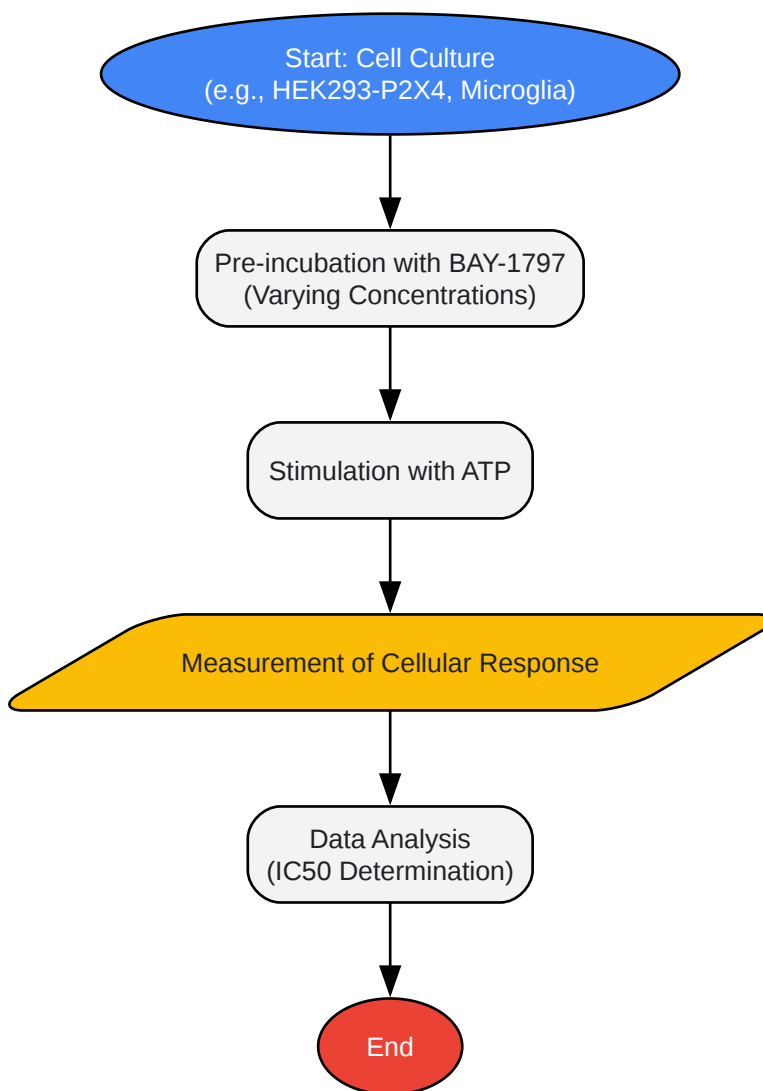 Start: Cell Culture
(e.g., HEK293-P2X4, Microglia)
Pre-incubation with BAY-1797
(Varying Concentrations)
Stimulation with ATP
Measurement of Cellular Response
Data Analysis
(IC50 Determination)
End